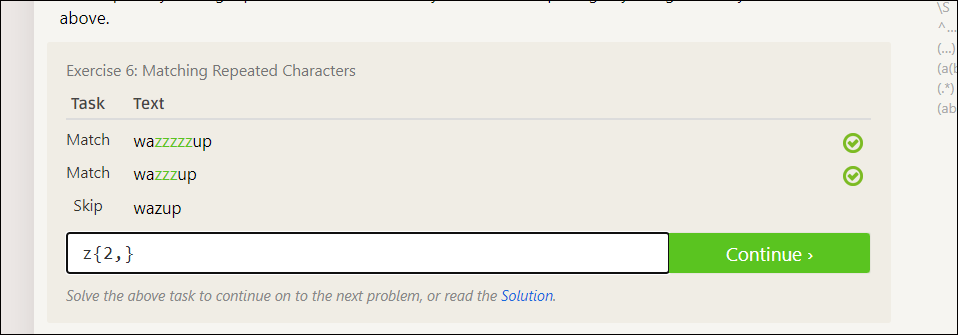 above.
Exercise 6: Matching Repeated Characters
Task Text
Match wazzzzzup
Match wazzzup
Skip wazup
z{2,}
Continue ›
Solve the above task to continue on to the next problem, or read the Solution.
\S
^...
(...)
(a(b
(.*)
(ab